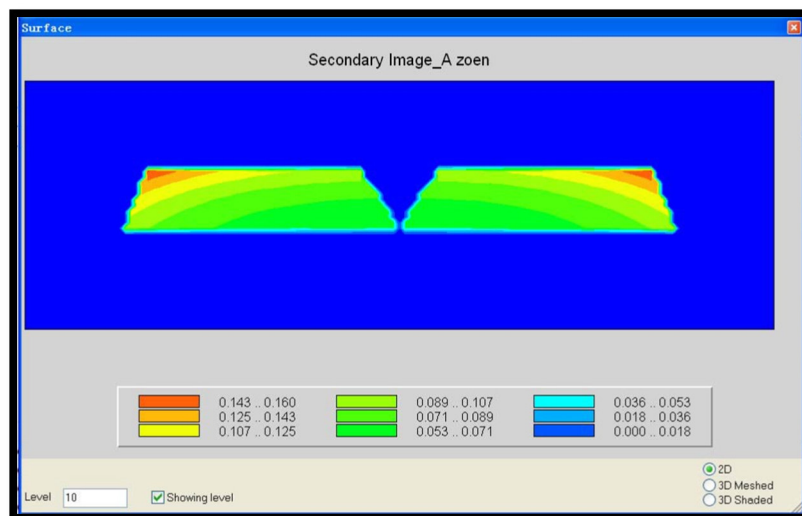 Surface
Secondary Image_A zoen
0.143 .. 0.160 0.089 .. 0.107 0.036 .. 0.053
0.125 .. 0.143 0.071 .. 0.089 0.018 .. 0.036
0.107 .. 0.125 0.053 .. 0.071 0.000 .. 0.018
2D
3D Meshed
Level 10 Showing level 3D Shaded